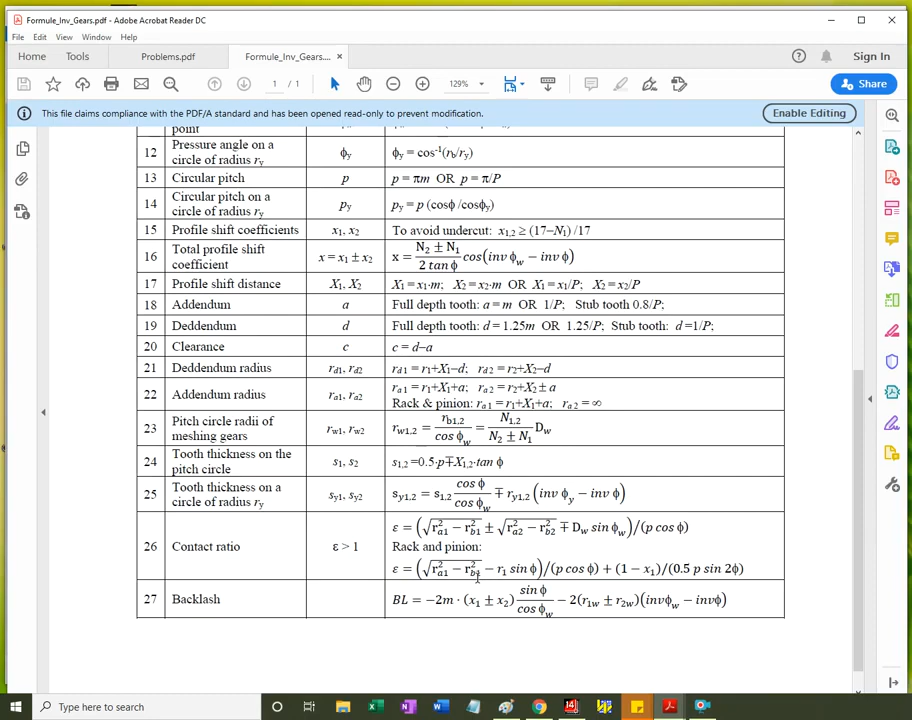 Formule_Inv_Gears.pdf - Adobe Acrobat Reader DC
File Edit View Window Help
Home Tools Problems.pdf Formule_Inv_Gears.... × Sign In
1 / 1 129% Share
This file claims compliance with the PDF/A standard and has been opened read-only to prevent modification. Enable Editing
point
12 Pressure angle on a circle of radius r_y ϕ_y ϕ_y = cos⁻¹(r_b/r_y)
13 Circular pitch p p = πm OR p = π/P
14 Circular pitch on a circle of radius r_y p_y p_y = p (cosϕ /cosϕ_y)
15 Profile shift coefficients x₁, x₂ To avoid undercut: x₁,₂ ≥ (17–N₁) /17
16 Total profile shift coefficient x = x₁ ± x₂ x = (N₂ ± N₁)/(2 tan ϕ) cos(inv ϕ_w − inv ϕ)
17 Profile shift distance X₁, X₂ X₁ = x₁·m; X₂ = x₂·m OR X₁ = x₁/P; X₂ = x₂/P
18 Addendum a Full depth tooth: a = m OR 1/P; Stub tooth 0.8/P;
19 Deddendum d Full depth tooth: d = 1.25m OR 1.25/P; Stub tooth: d =1/P;
20 Clearance c c = d–a
21 Deddendum radius r_d1, r_d2 r_d1 = r₁+X₁–d; r_d2 = r₂+X₂–d
22 Addendum radius r_a1, r_a2 r_a1 = r₁+X₁+a; r_a2 = r₂+X₂ ± a
Rack & pinion: r_a1 = r₁+X₁+a; r_a2 = ∞
23 Pitch circle radii of meshing gears r_w1, r_w2 r_w1,2 = r_b1,2/cos ϕ_w = N₁,₂/(N₂ ± N₁) D_w
24 Tooth thickness on the pitch circle s₁, s₂ s₁,₂ =0.5·p∓X₁,₂·tan ϕ
25 Tooth thickness on a circle of radius r_y s_y1, s_y2 s_y1,2 = s₁,₂ cos ϕ/cos ϕ_w ∓ r_y1,2 (inv ϕ_y − inv ϕ)
26 Contact ratio ε > 1 ε = (√(r²_a1 − r²_b1) ± √(r²_a2 − r²_b2) ∓ D_w sin ϕ_w)/(p cos ϕ)
Rack and pinion:
ε = (√(r²_a1 − r²_b1) − r₁ sin ϕ)/(p cos ϕ) + (1 − x₁)/(0.5 p sin 2ϕ)
27 Backlash BL = −2m · (x₁ ± x₂) sin ϕ/cos ϕ_w − 2(r₁w ± r₂w)(invϕ_w − invϕ)
Type here to search